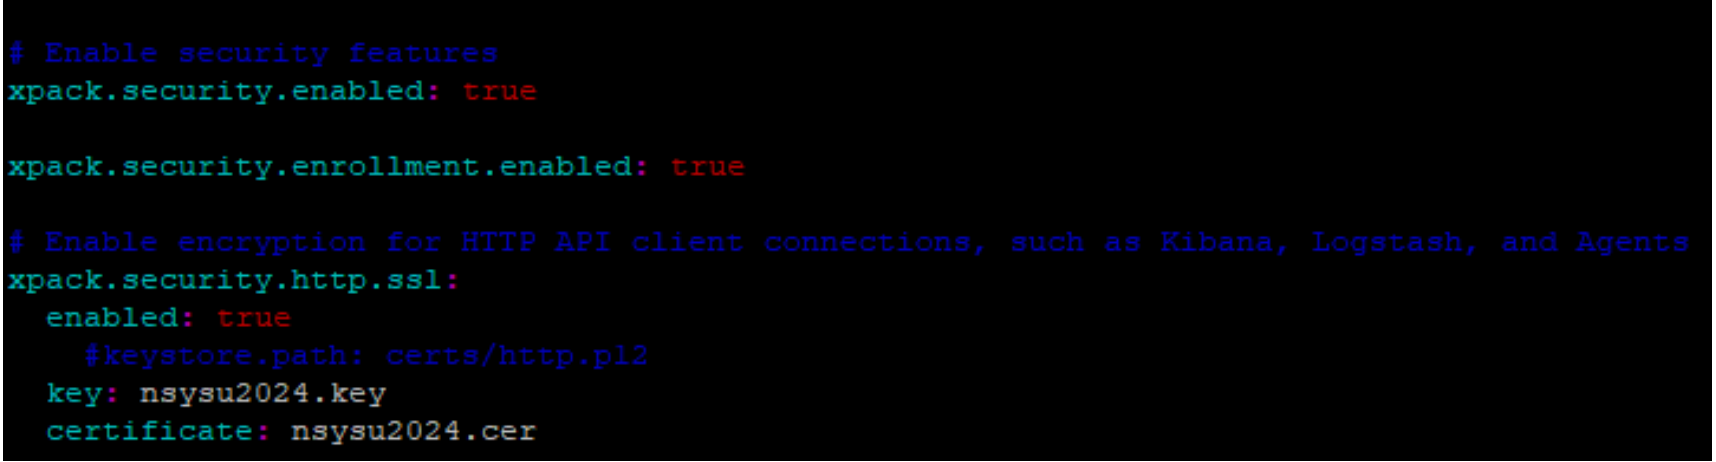 # Enable security features
xpack.security.enabled: true
xpack.security.enrollment.enabled: true
# Enable encryption for HTTP API client connections, such as Kibana, Logstash, and Agents
xpack.security.http.ssl:
  enabled: true
    #keystore.path: certs/http.p12
  key: nsysu2024.key
  certificate: nsysu2024.cer